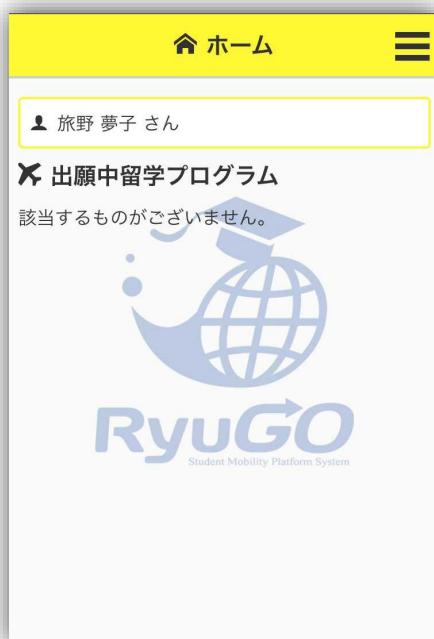 ホーム
旅野 夢子 さん
出願中留学プログラム
該当するものがございません。
RyuGO
Student Mobility Platform System